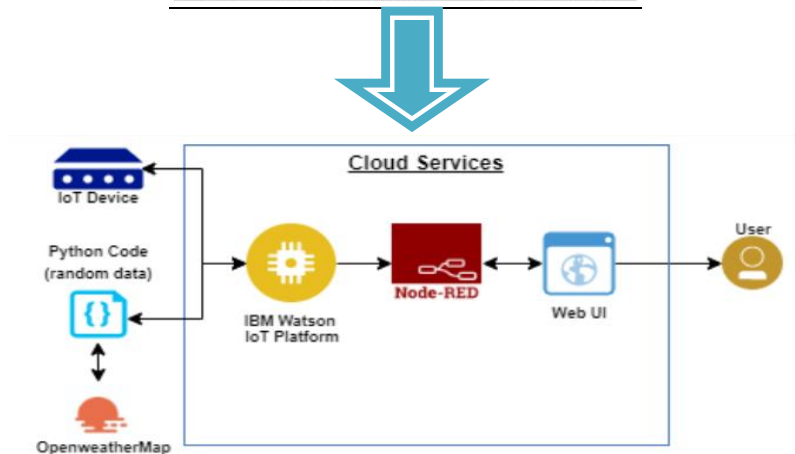 Cloud Services
IoT Device
Python Code
(random data)
{}
OpenweatherMap
IBM Watson
IoT Platform
Node-RED
Web UI
User